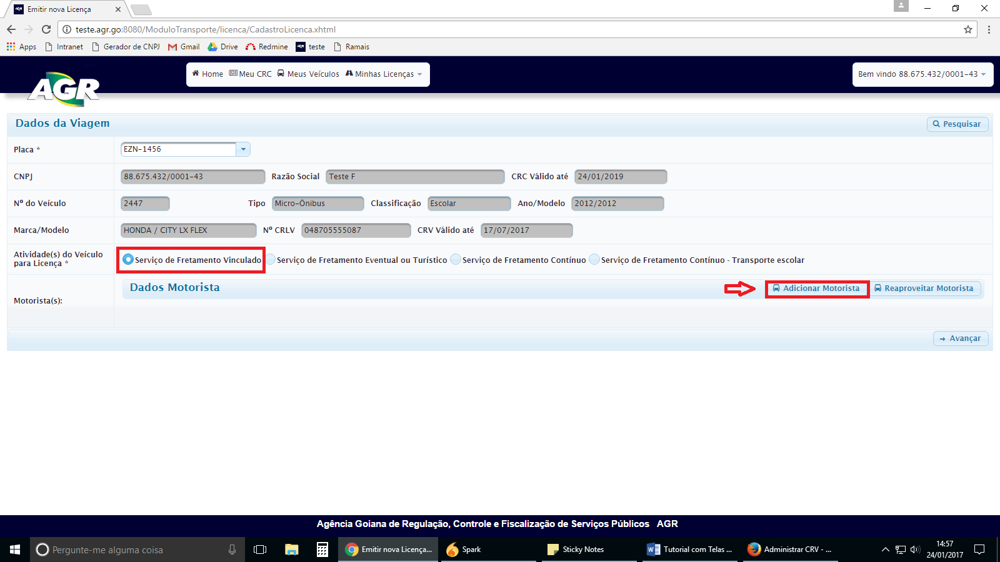 Emitir nova Licença
teste.agr.go:8080/ModuloTransporte/licenca/CadastroLicenca.xhtml
Apps Intranet Gerador de CNPJ Gmail Drive Redmine teste Ramais
AGR Home Meu CRC Meus Veículos Minhas Licenças Bem vindo 88.675.432/0001-43
Dados da Viagem Pesquisar
Placa * EZN-1456
CNPJ 88.675.432/0001-43 Razão Social Teste F CRC Válido até 24/01/2019
Nº do Veículo 2447 Tipo Micro-Ônibus Classificação Escolar Ano/Modelo 2012/2012
Marca/Modelo HONDA / CITY LX FLEX Nº CRLV 048705555087 CRV Válido até 17/07/2017
Atividade(s) do Veículo
para Licença * Serviço de Fretamento Vinculado Serviço de Fretamento Eventual ou Turístico Serviço de Fretamento Contínuo Serviço de Fretamento Contínuo - Transporte escolar
Dados Motorista Adicionar Motorista Reaproveitar Motorista
Motorista(s):
Avançar
Agência Goiana de Regulação, Controle e Fiscalização de Serviços Públicos AGR
Pergunte-me alguma coisa Emitir nova Licença... Spark Sticky Notes Tutorial com Telas ... Administrar CRV - ... 14:57
24/01/2017